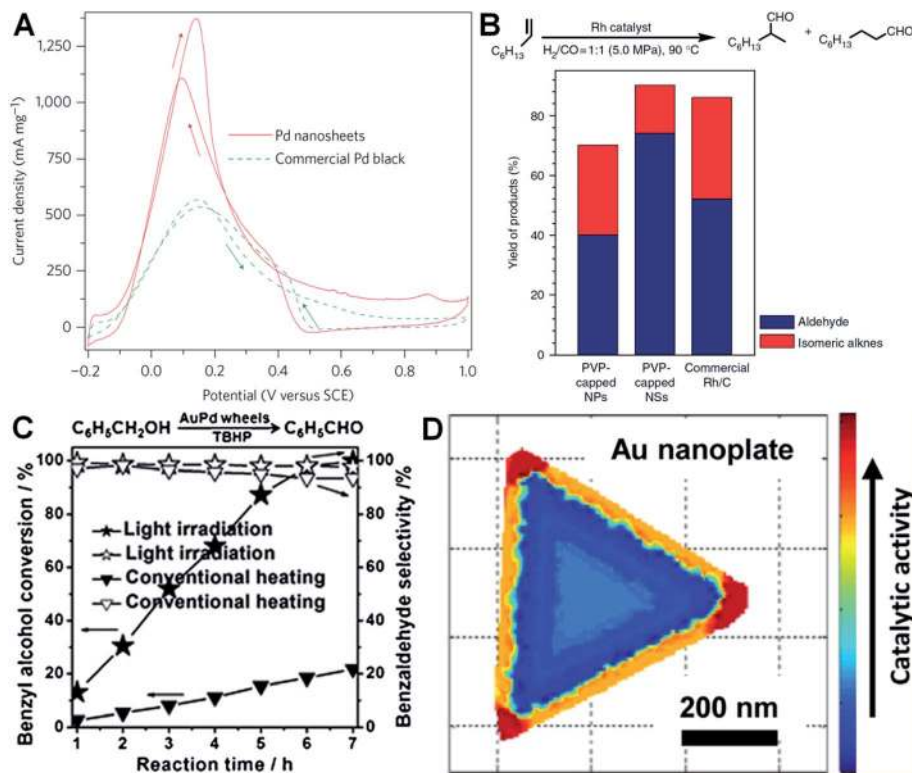 A
Current density (mA mg⁻¹)
1,250
1,000
750
500
250
0
Pd nanosheets
Commercial Pd black
−0.2
0.0
0.2
0.4
0.6
0.8
1.0
Potential (V versus SCE)
B
C₆H₁₃
Rh catalyst
H₂/CO=1:1 (5.0 MPa), 90 °C
CHO
C₆H₁₃
+
C₆H₁₃
CHO
Yield of products (%)
80
60
40
20
0
PVP-
capped
NPs
PVP-
capped
NSs
Commercial
Rh/C
Aldehyde
Isomeric alknes
C
C₆H₅CH₂OH
AuPd wheels
TBHP
C₆H₅CHO
Benzyl alcohol conversion / %
100
80
60
40
20
0
Light irradiation
Light irradiation
Conventional heating
Conventional heating
100
80
60
40
20
0
Benzaldehyde selectivity/%
1 2 3 4 5 6 7
Reaction time / h
D
Au nanoplate
200 nm
Catalytic activity